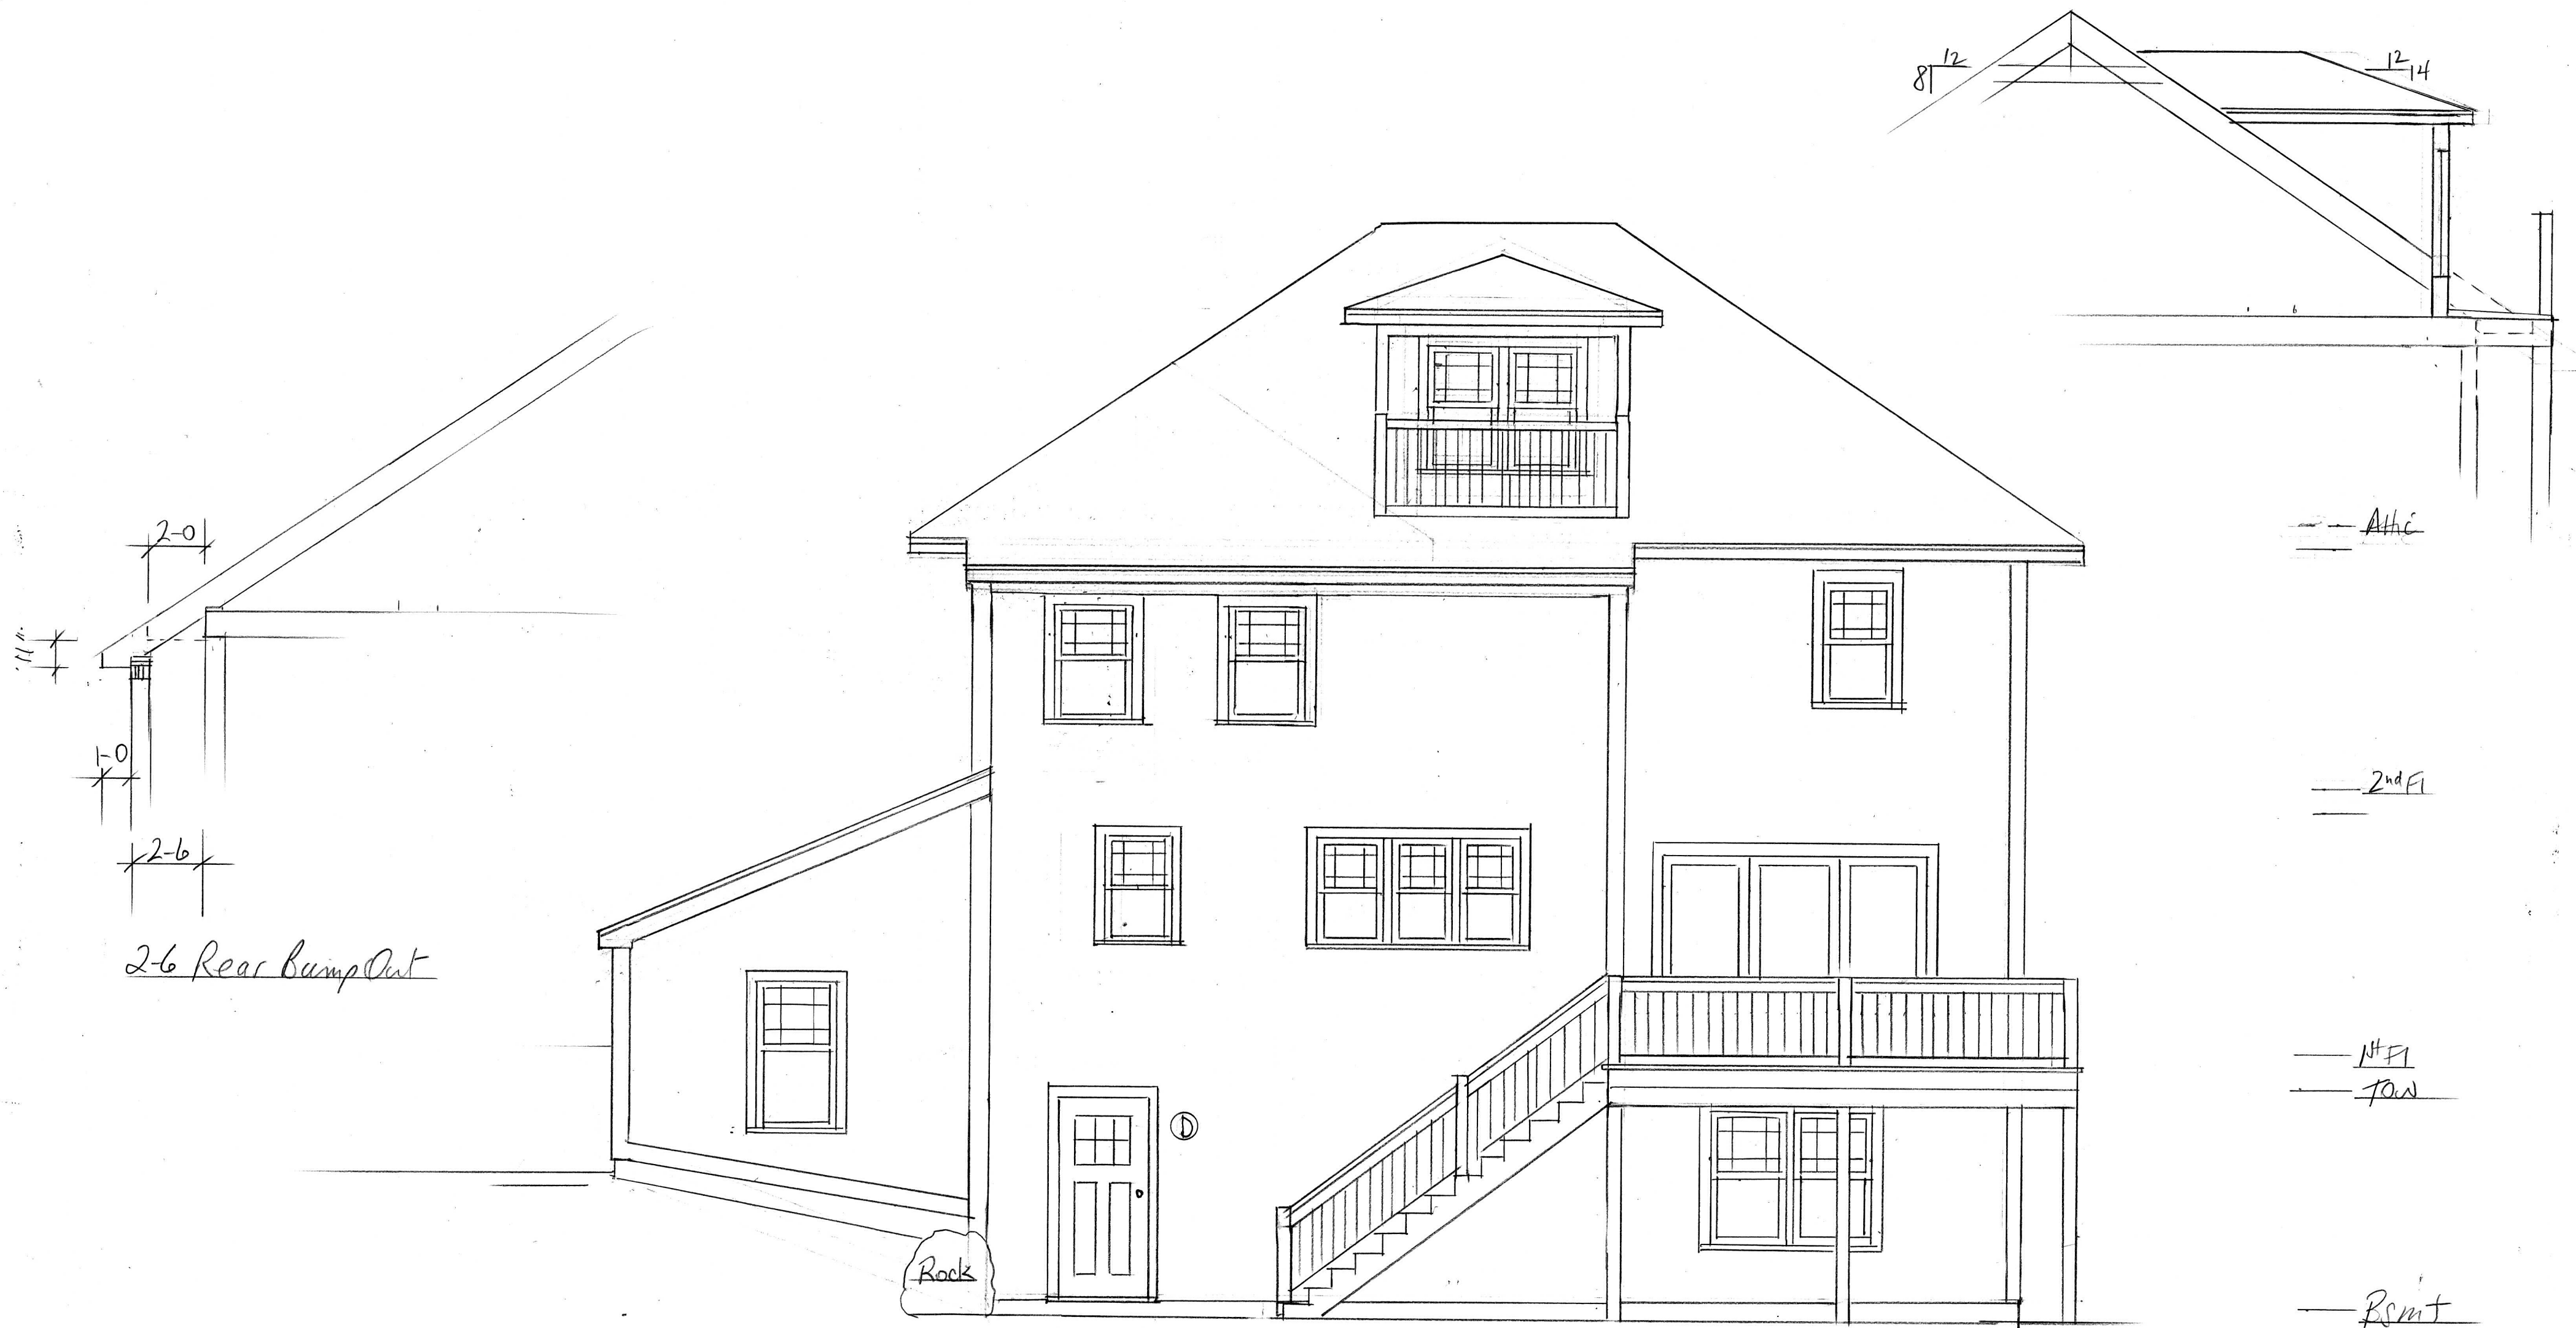 12
8
12
14
2-0
11"
1-0
2-6
2-6 Rear Bump Out
Attic
2nd Fl
1st Fl
TOW
D
Rock
Bsmt